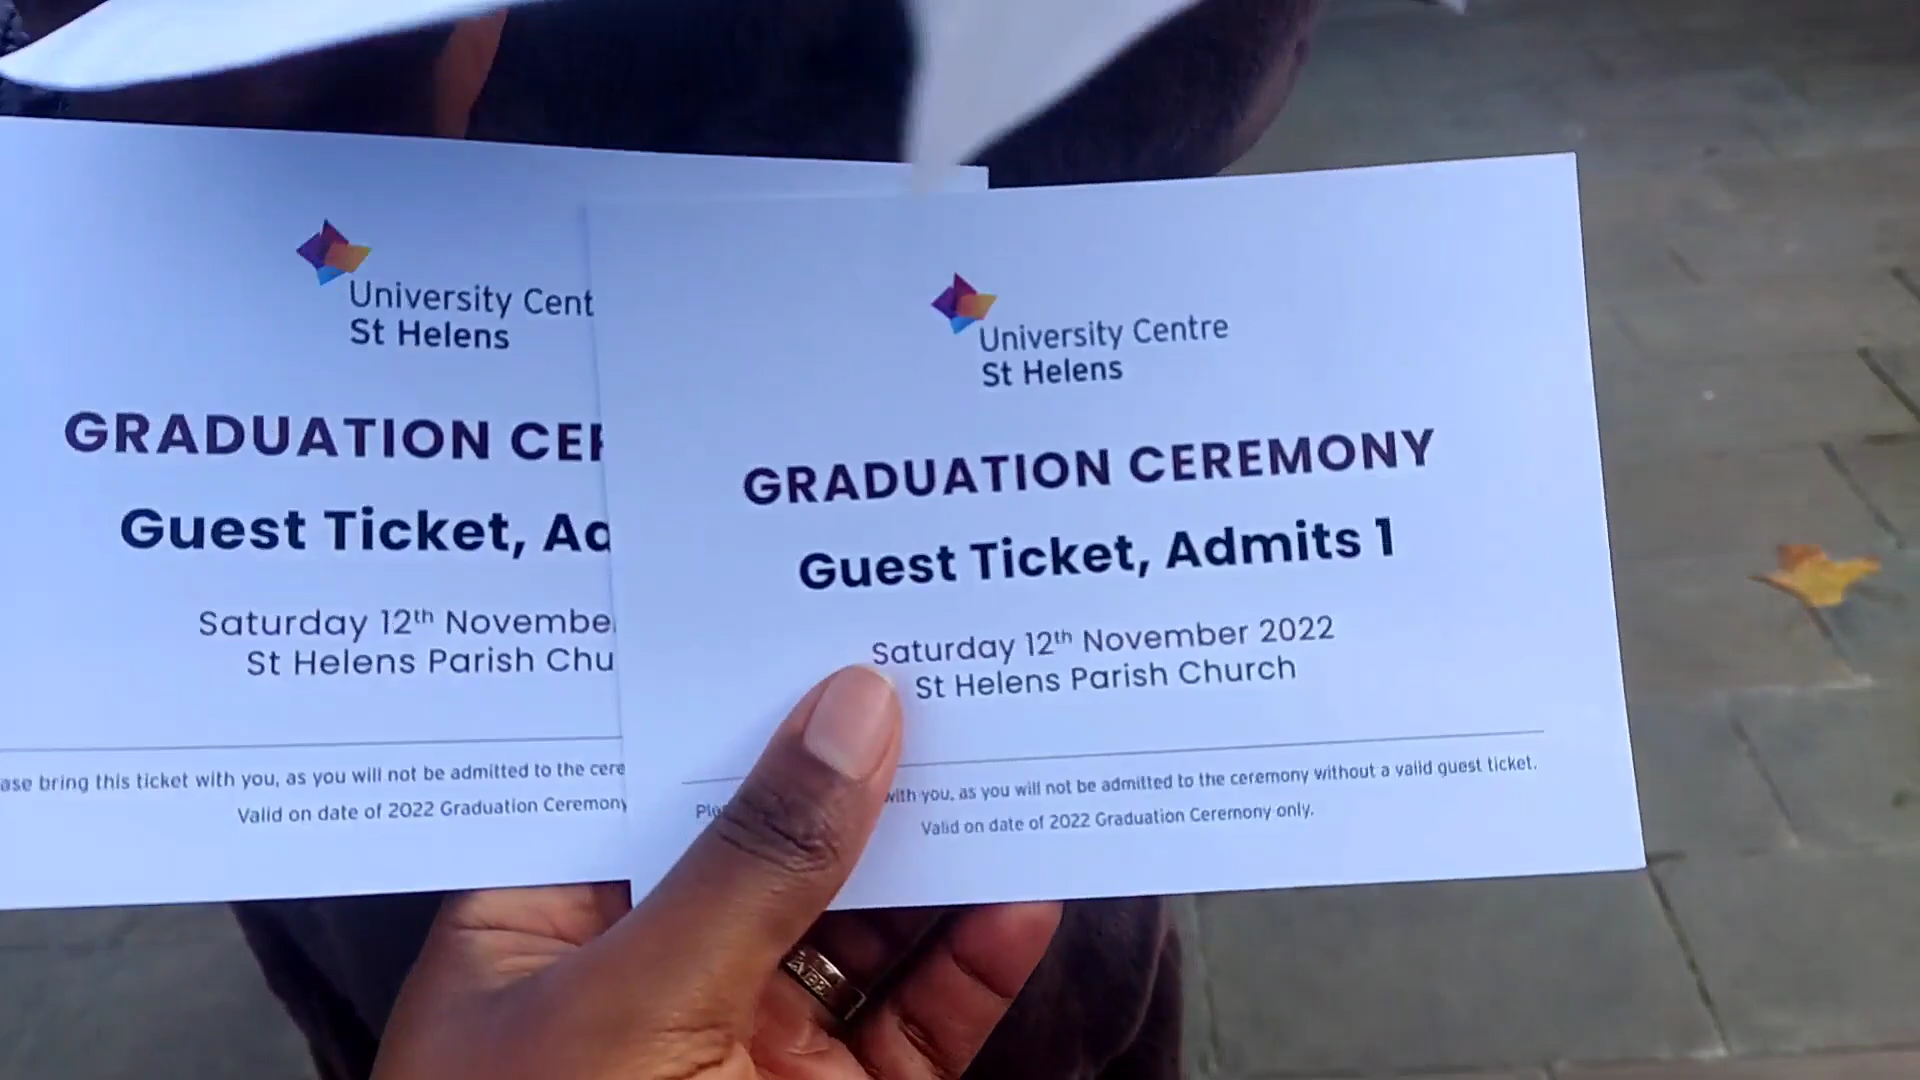 University Cent
St Helens
GRADUATION CER
Guest Ticket, Ad
Saturday 12th Novembe
St Helens Parish Chu
ase bring this ticket with you, as you will not be admitted to the cere
Valid on date of 2022 Graduation Ceremony
University Centre
St Helens
GRADUATION CEREMONY
Guest Ticket, Admits 1
Saturday 12th November 2022
St Helens Parish Church
with you, as you will not be admitted to the ceremony without a valid guest ticket.
Valid on date of 2022 Graduation Ceremony only.